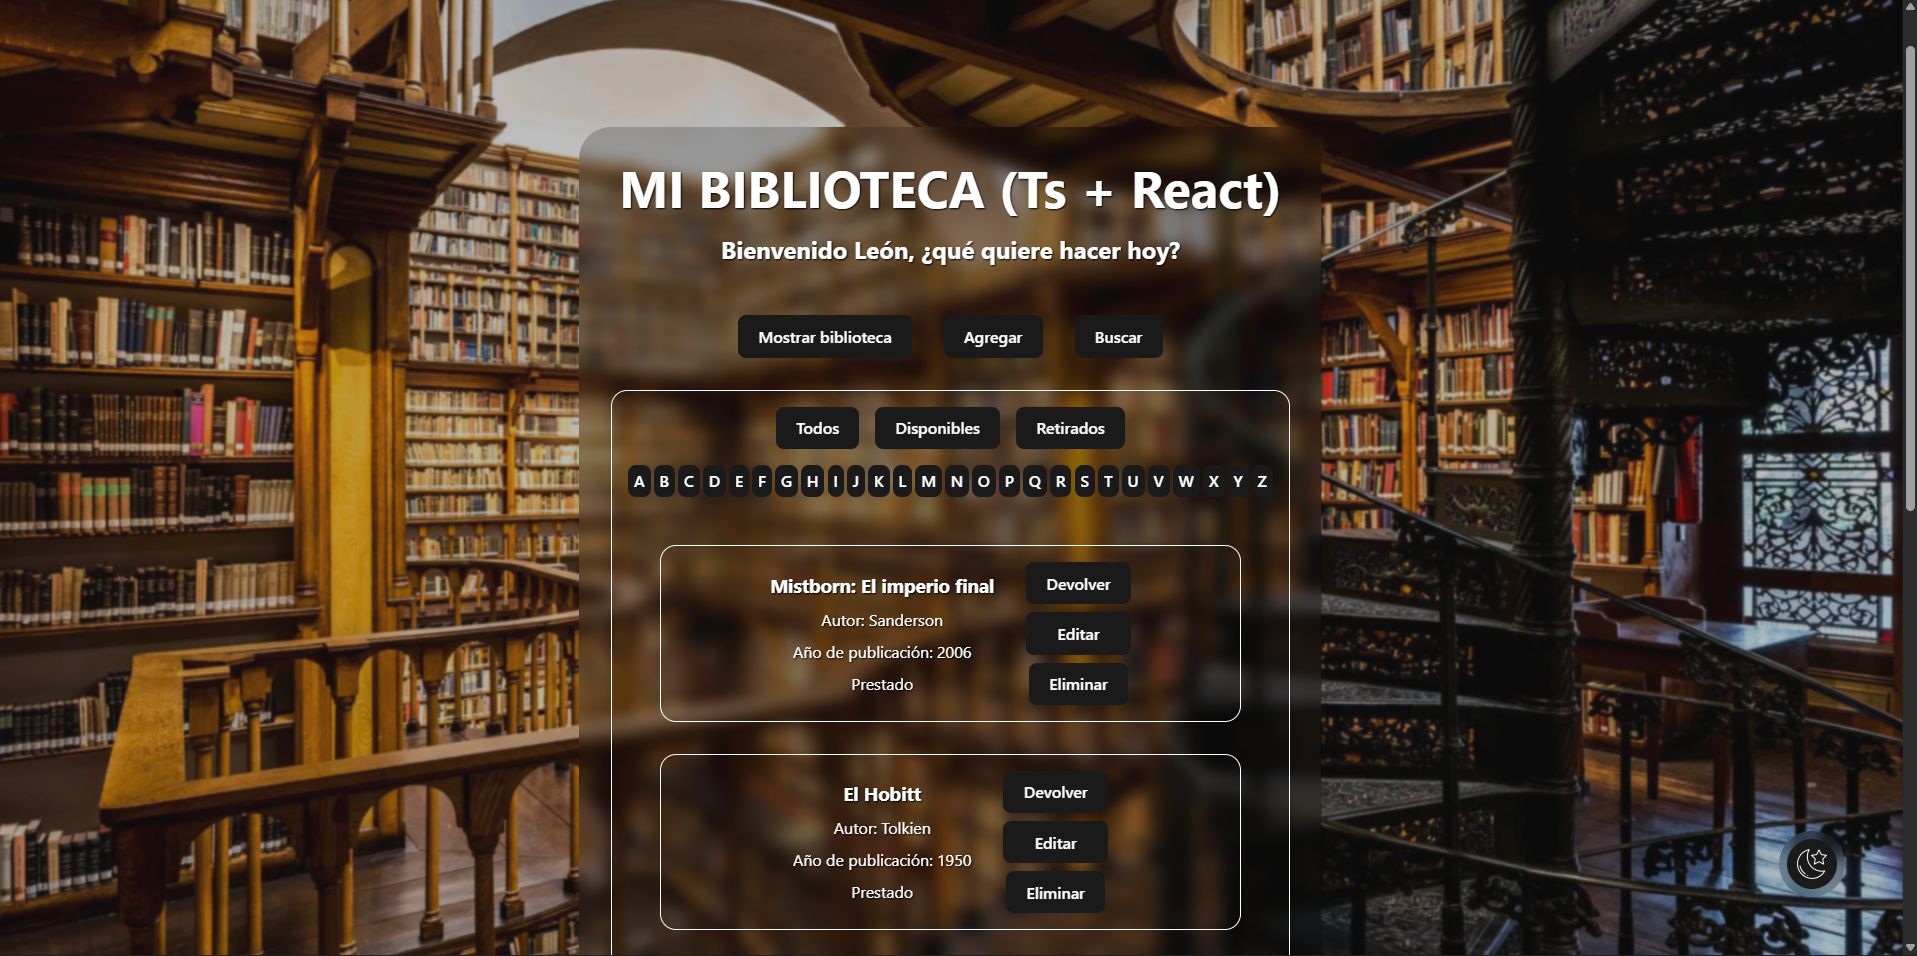 MI BIBLIOTECA (Ts + React)
Bienvenido León, ¿qué quiere hacer hoy?
Mostrar biblioteca Agregar Buscar
Todos Disponibles Retirados
A B C D E F G H I J K L M N O P Q R S T U V W X Y Z
Mistborn: El imperio final
Autor: Sanderson
Año de publicación: 2006
Prestado
Devolver
Editar
Eliminar
El Hobitt
Autor: Tolkien
Año de publicación: 1950
Prestado
Devolver
Editar
Eliminar